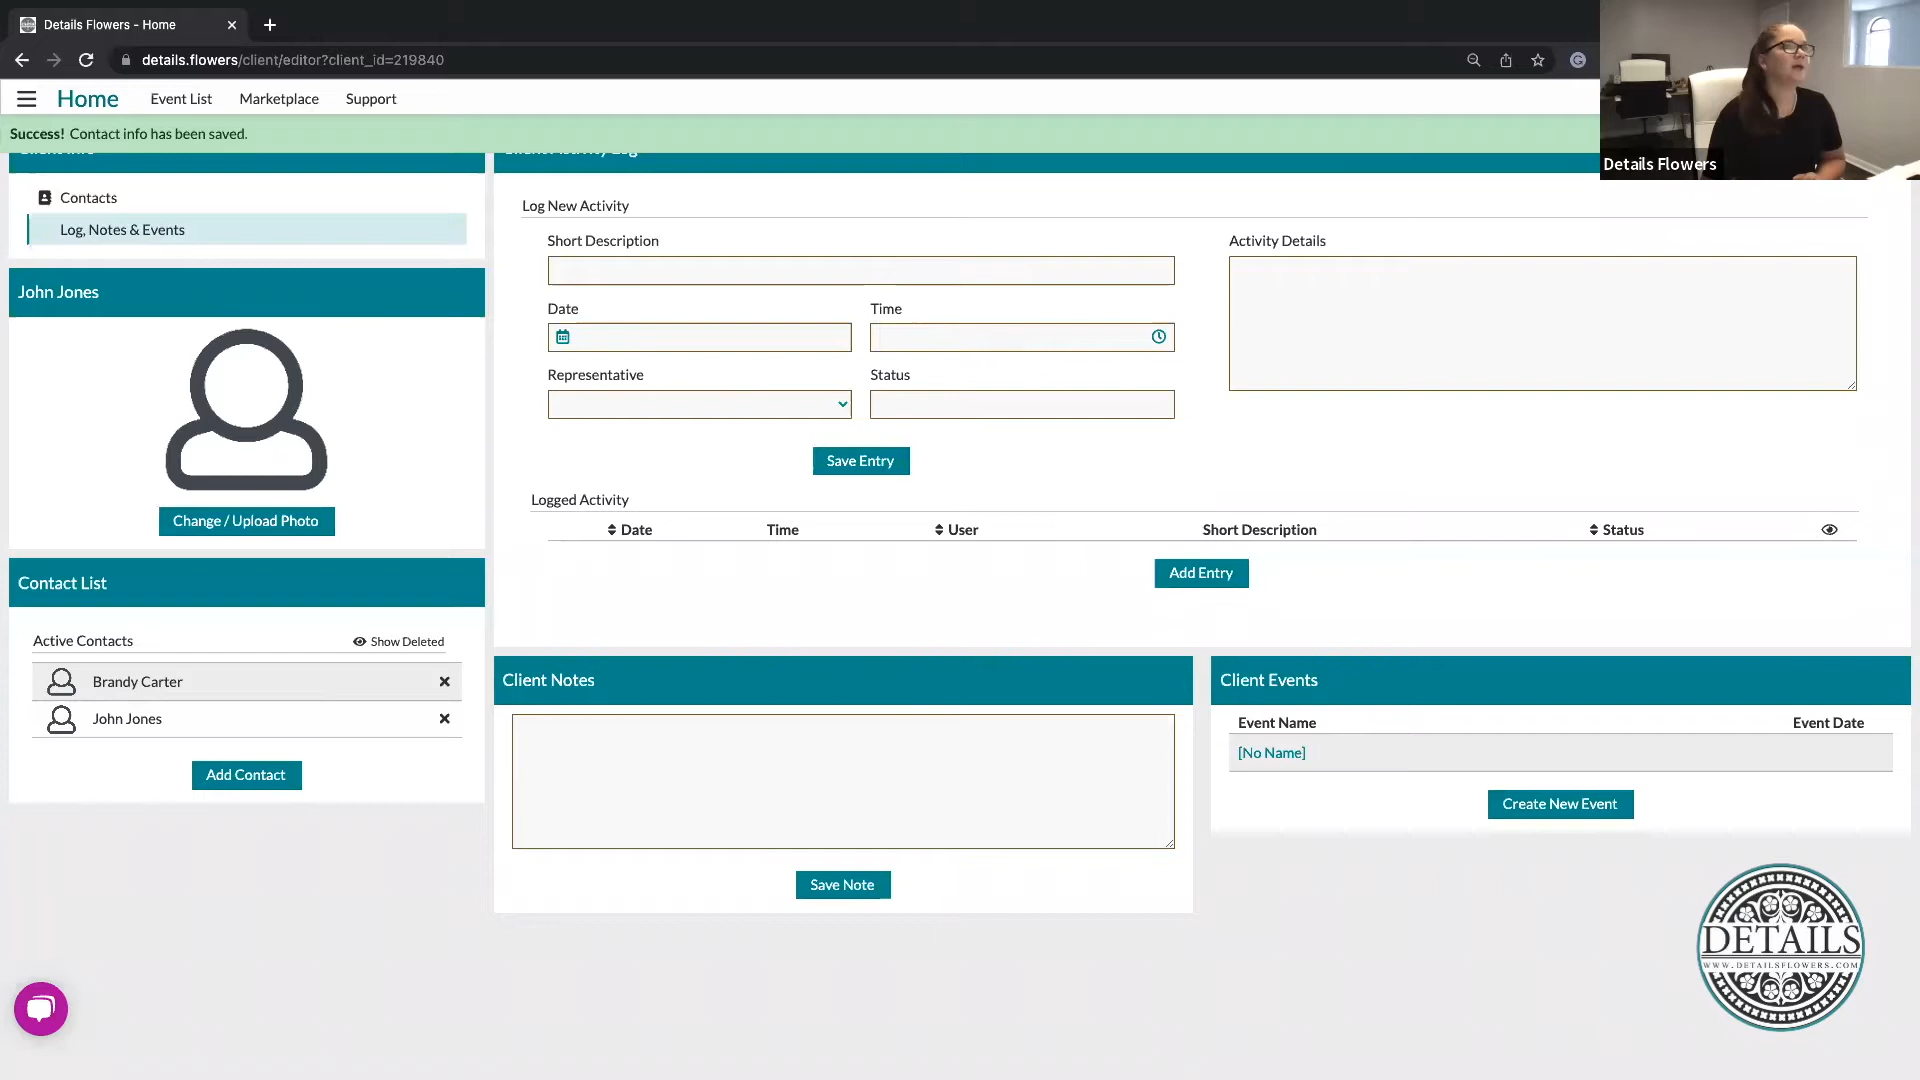 Details Flowers - Home
details.flowers/client/editor?client_id=219840
Home
Event List
Marketplace
Support
Success! Contact info has been saved.
Details Flowers
Contacts
Log, Notes & Events
John Jones
Change / Upload Photo
Contact List
Active Contacts
Show Deleted
Brandy Carter
John Jones
Add Contact
Log New Activity
Short Description
Activity Details
Date
Time
Representative
Status
Save Entry
Logged Activity
Date Time User Short Description Status
Add Entry
Client Notes
Save Note
Client Events
Event Name Event Date
[No Name]
Create New Event
DETAILS
WWW.DETAILSFLOWERS.COM